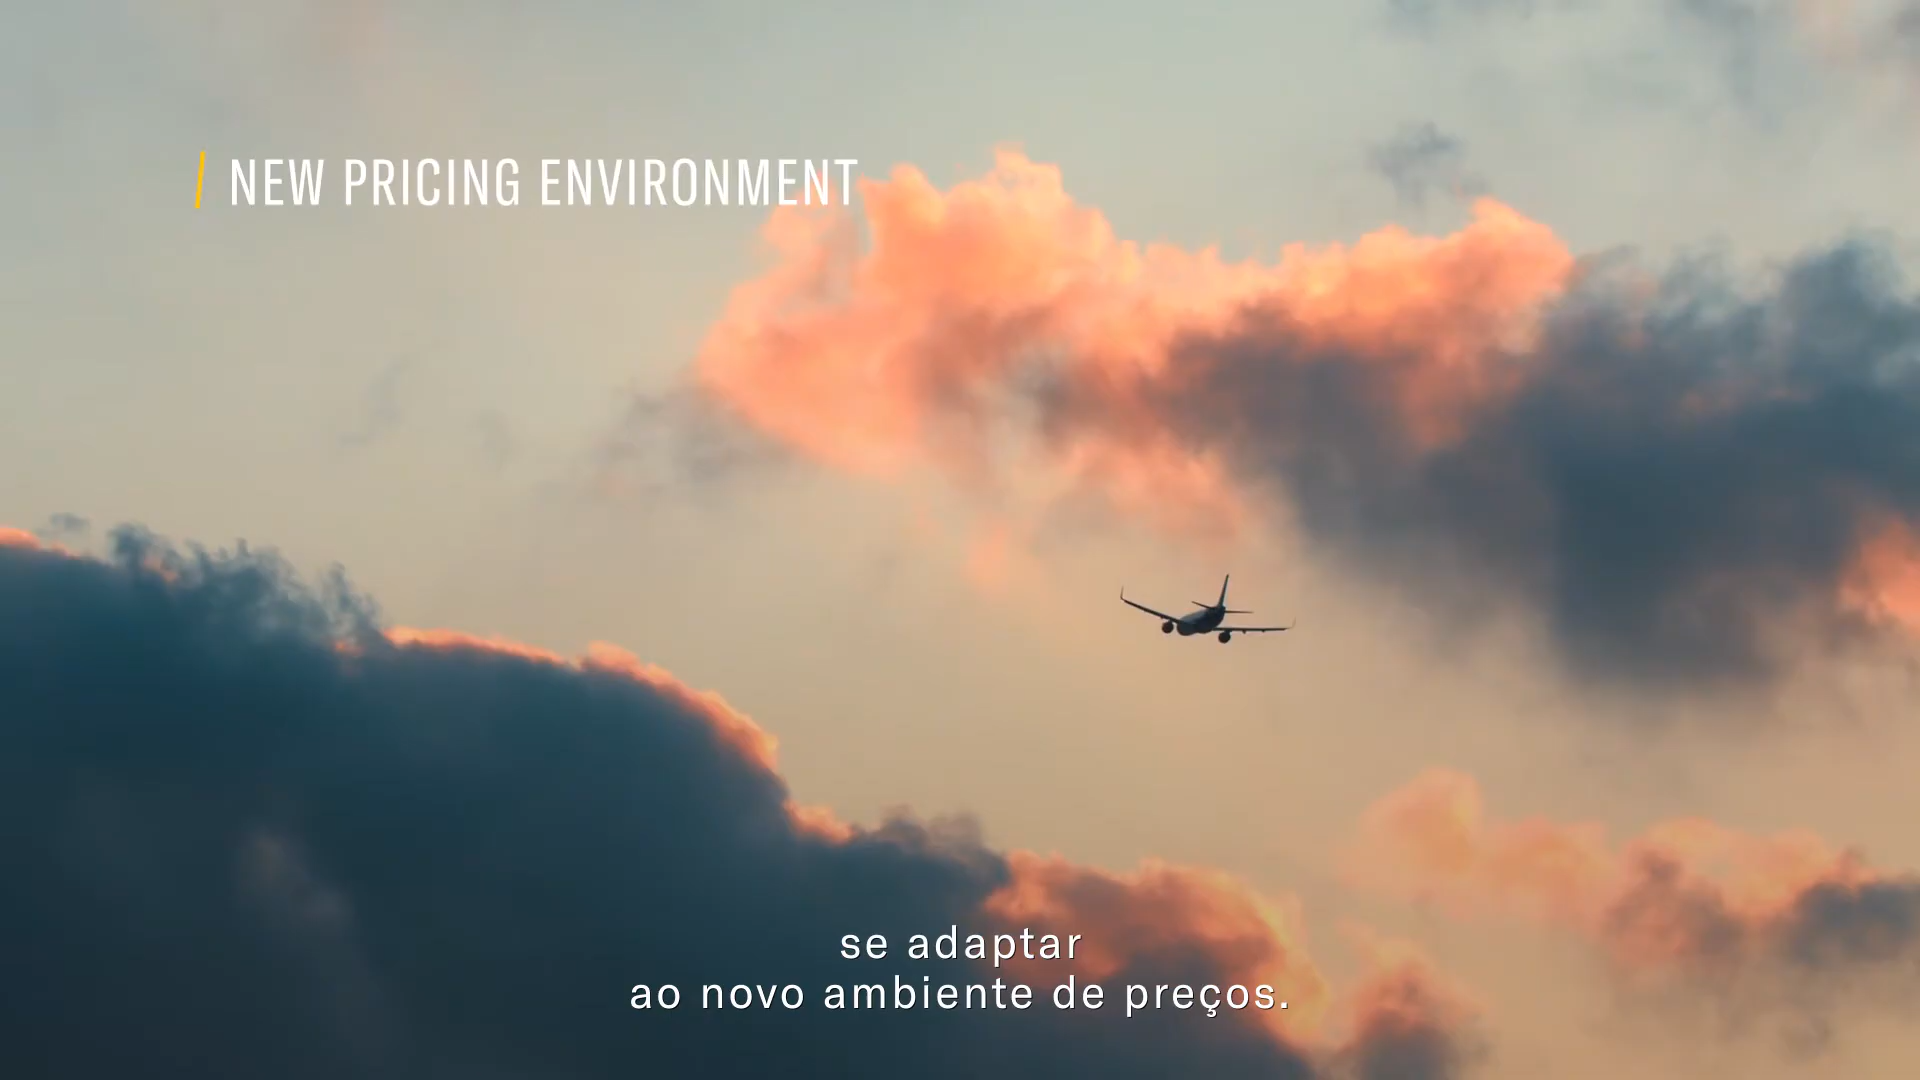 NEW PRICING ENVIRONMENT
se adaptar
ao novo ambiente de preços.